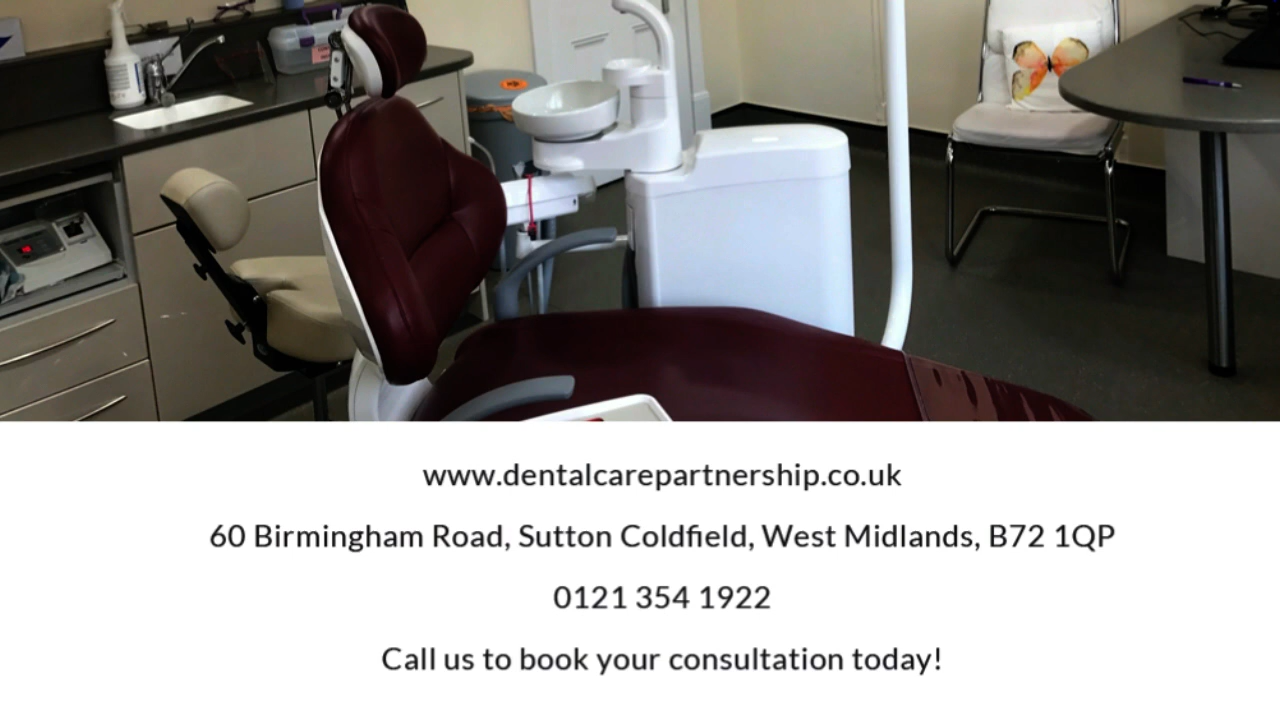 www.dentalcarepartnership.co.uk
60 Birmingham Road, Sutton Coldfield, West Midlands, B72 1QP
0121 354 1922
Call us to book your consultation today!